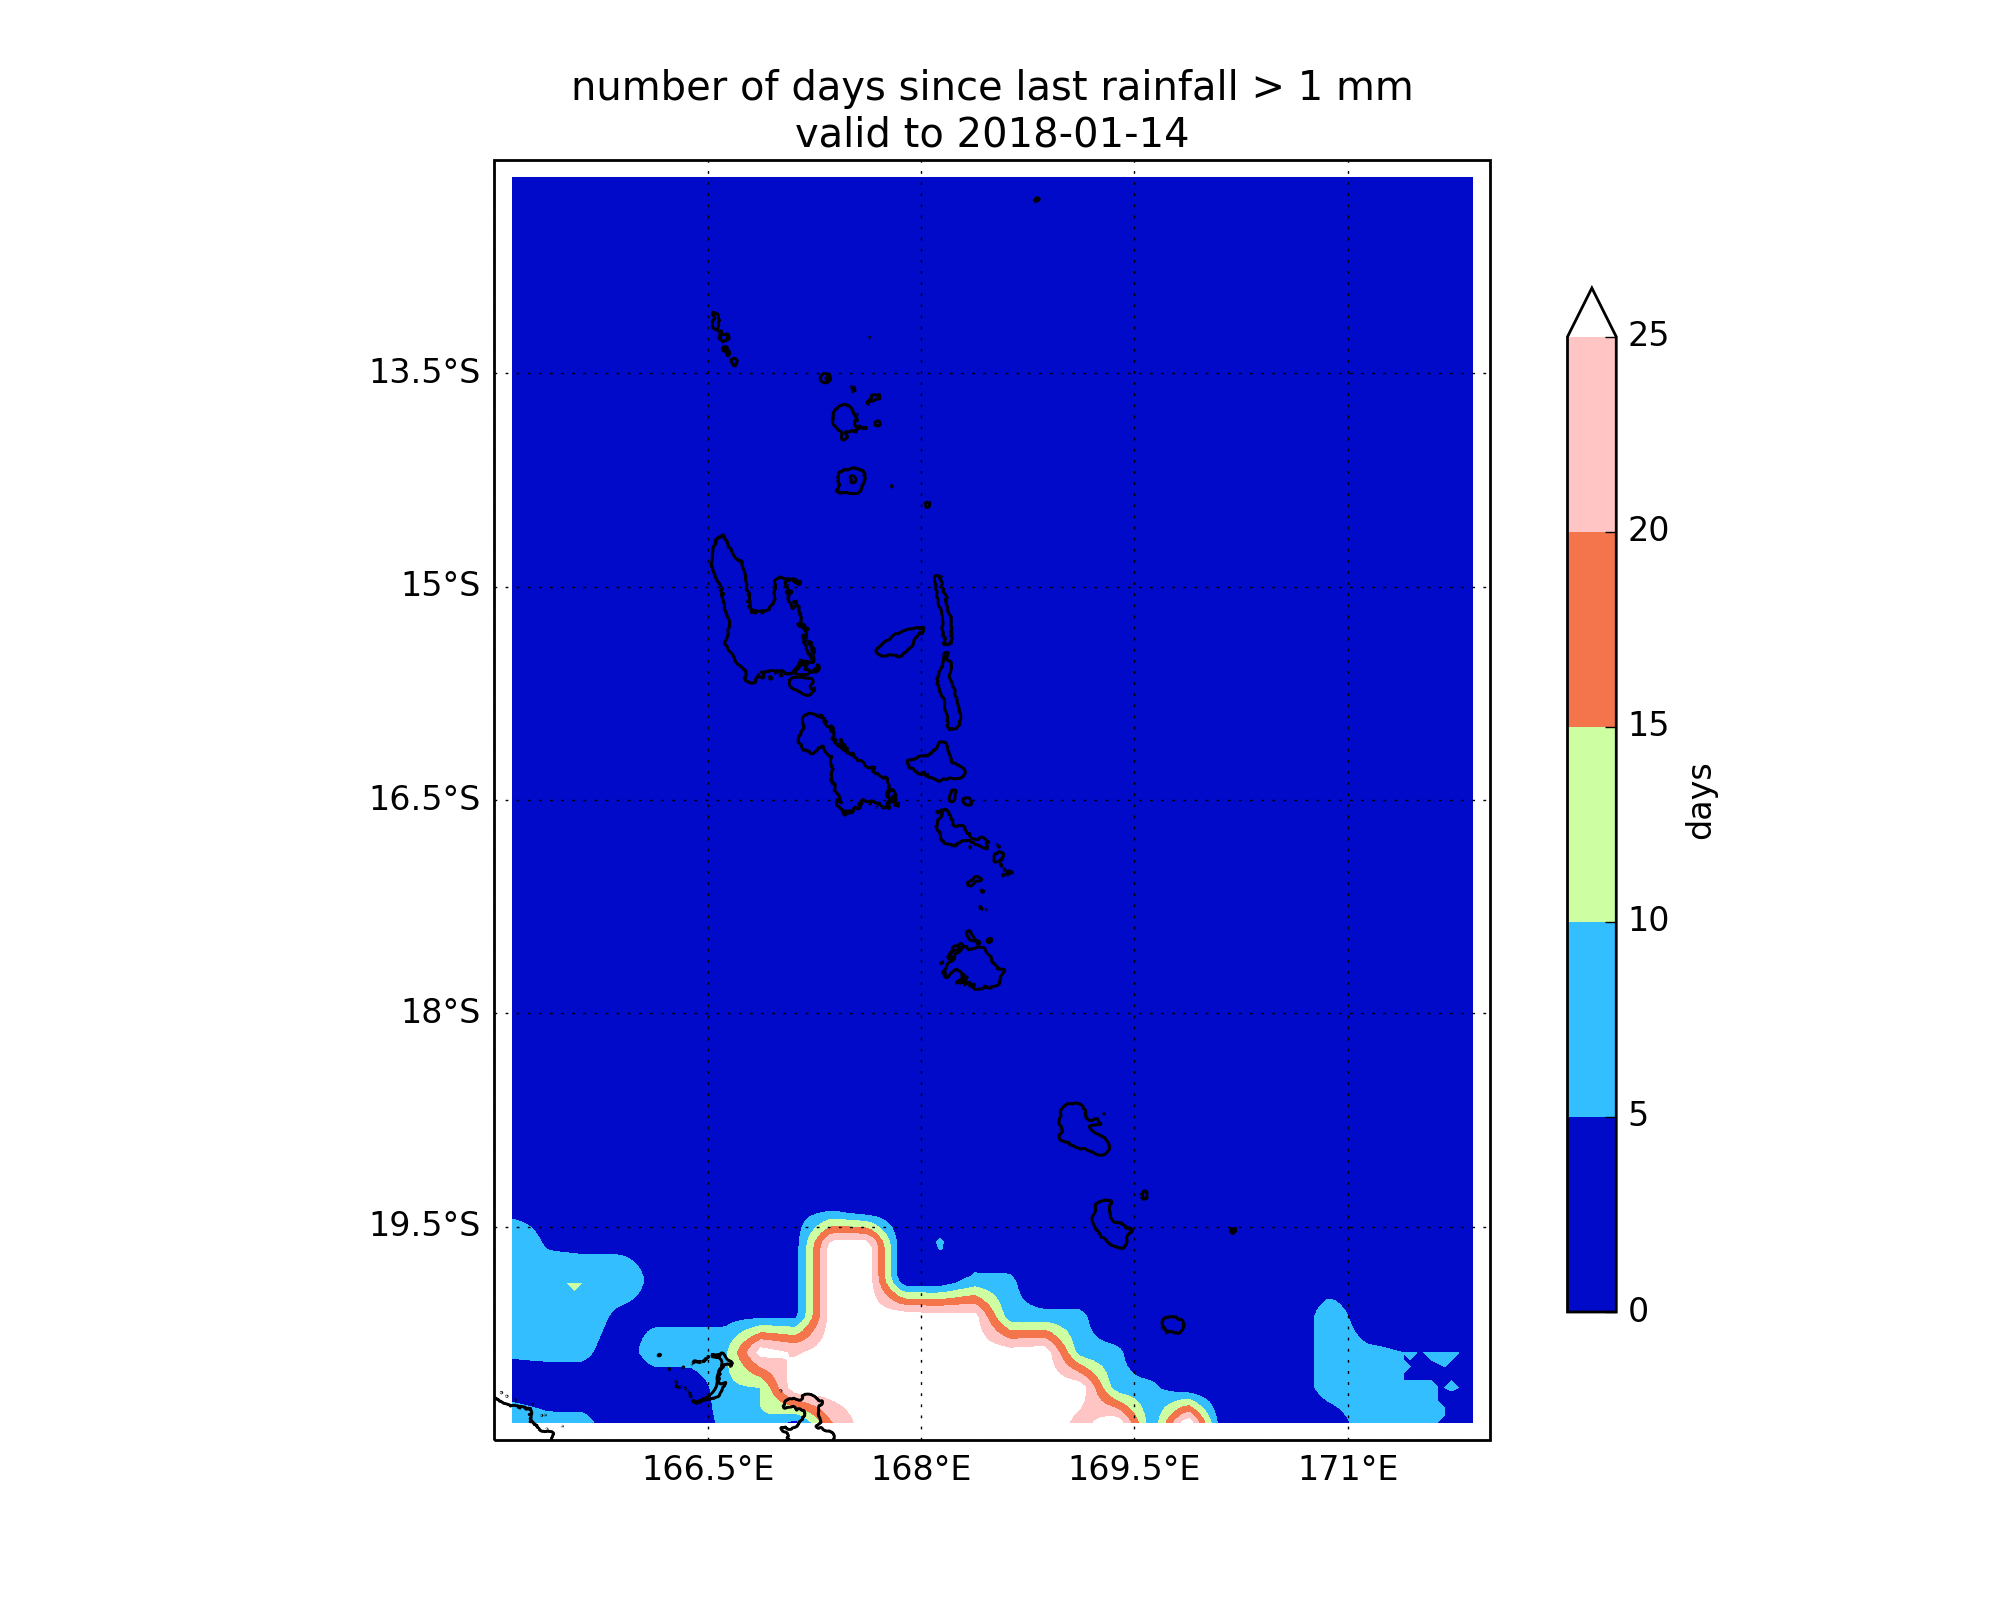 number of days since last rainfall > 1 mm
valid to 2018-01-14
13.5°S
15°S
16.5°S
18°S
19.5°S
166.5°E
168°E
169.5°E
171°E
25
20
15
10
5
0
days